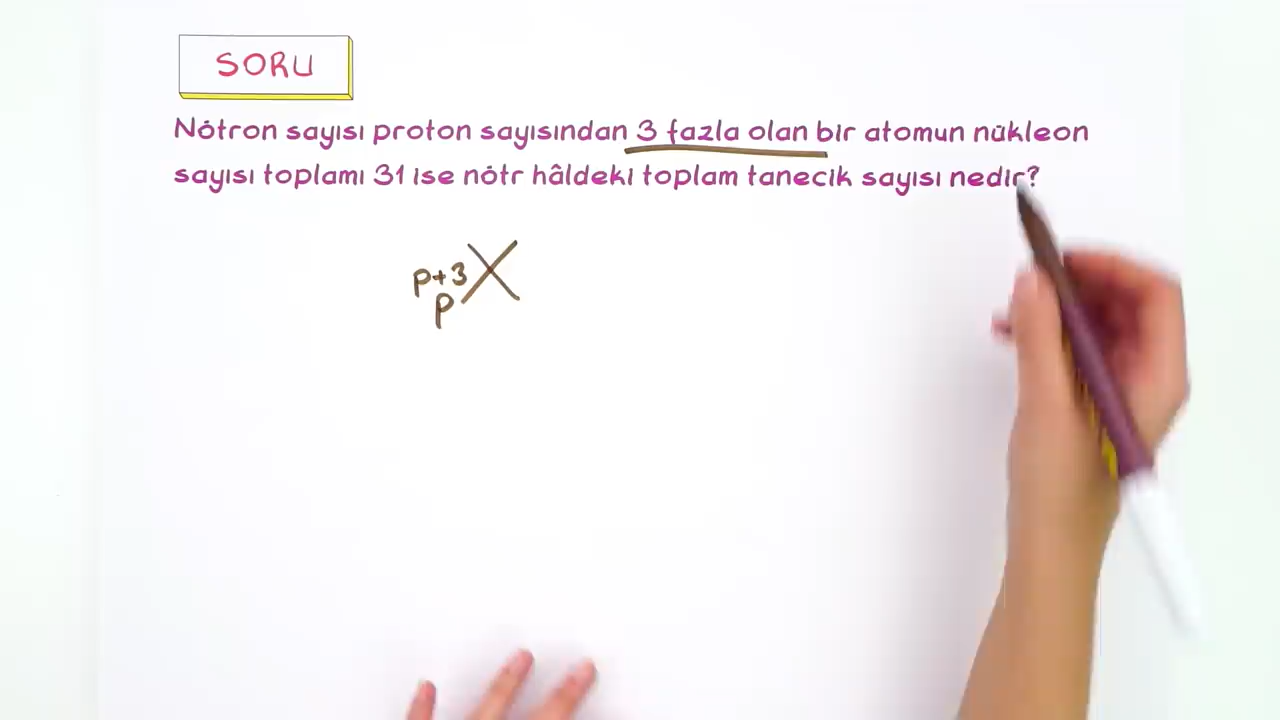 SORU
Nötron sayısı proton sayısından 3 fazla olan bir atomun nükleon
sayısı toplamı 31 ise nötr hâldeki toplam tanecik sayısı nedir?
p+3 X
p